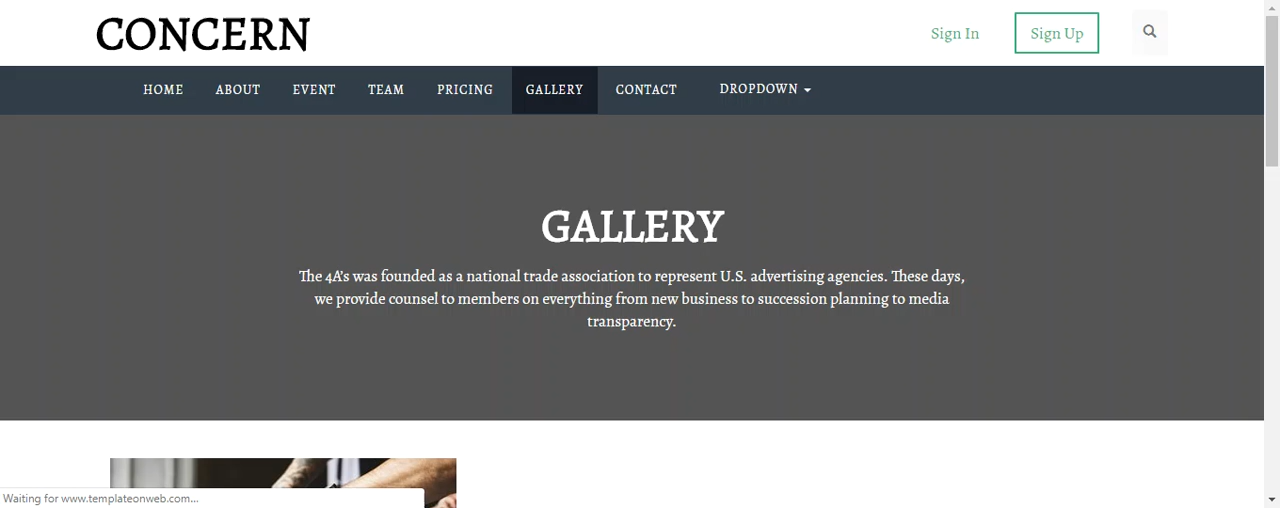 CONCERN
Sign In
Sign Up
HOME
ABOUT
EVENT
TEAM
PRICING
GALLERY
CONTACT
DROPDOWN
GALLERY
The 4A's was founded as a national trade association to represent U.S. advertising agencies. These days,
we provide counsel to members on everything from new business to succession planning to media
transparency.
Waiting for www.templateonweb.com...